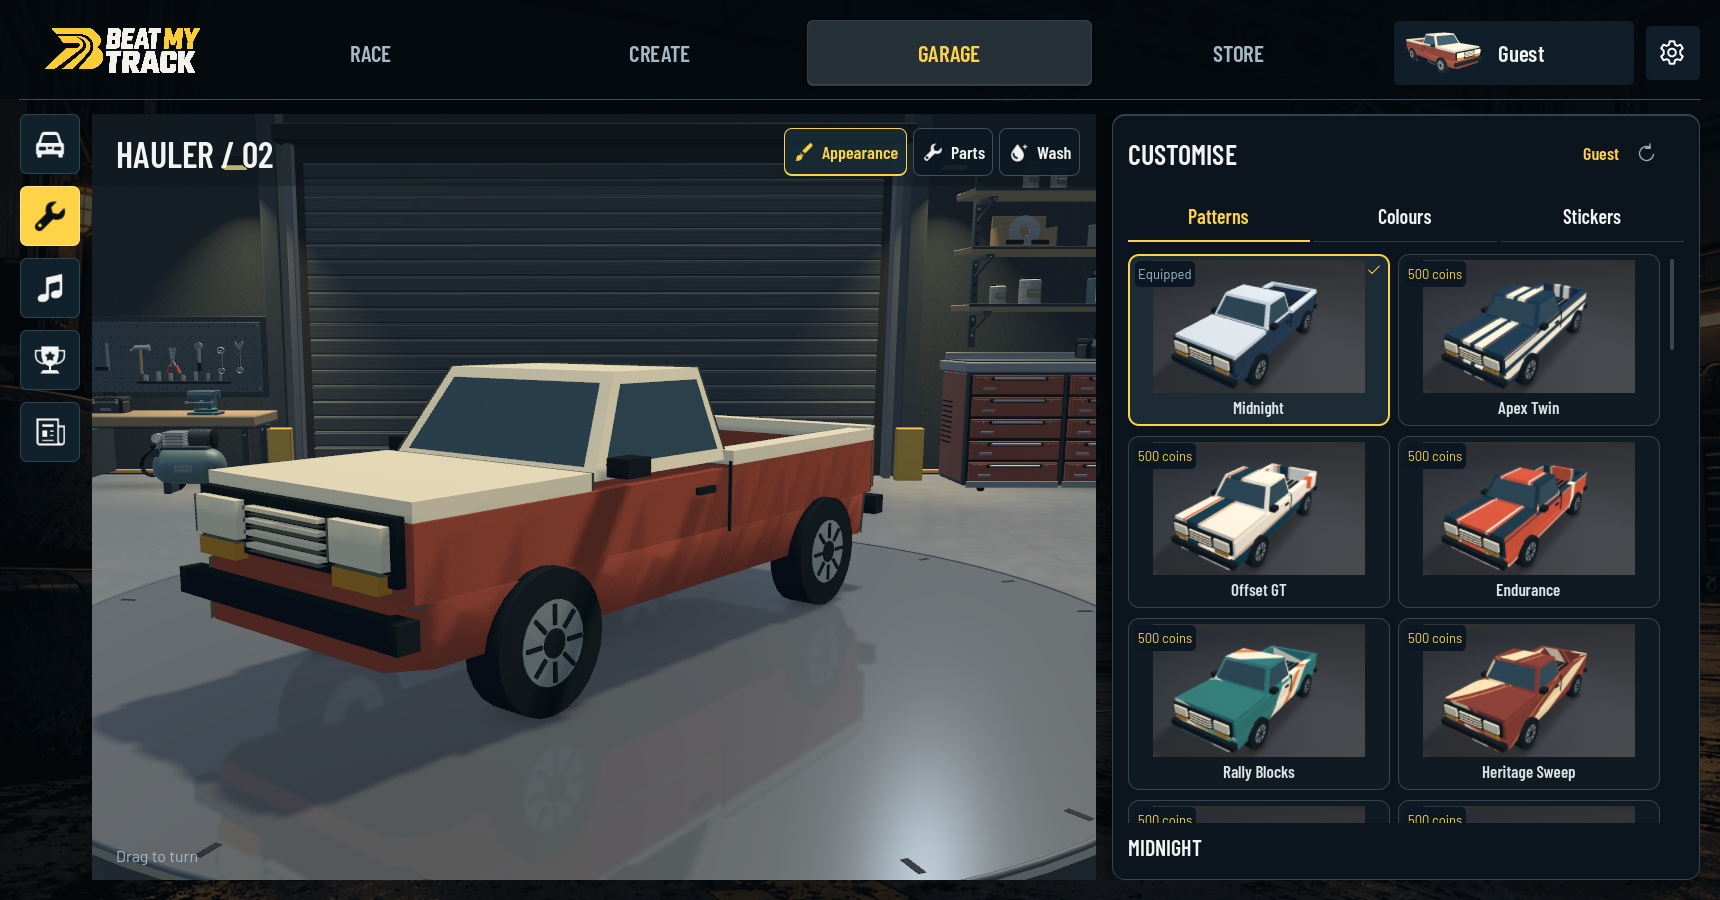 BEAT MY
TRACK
RACE
CREATE
GARAGE
STORE
Guest
HAULER / 02
Appearance
Parts
Wash
CUSTOMISE
Guest
Patterns
Colours
Stickers
Equipped
500 coins
Midnight
Apex Twin
500 coins
500 coins
Offset GT
Endurance
500 coins
500 coins
Rally Blocks
Heritage Sweep
500 coins
500 coins
MIDNIGHT
Drag to turn